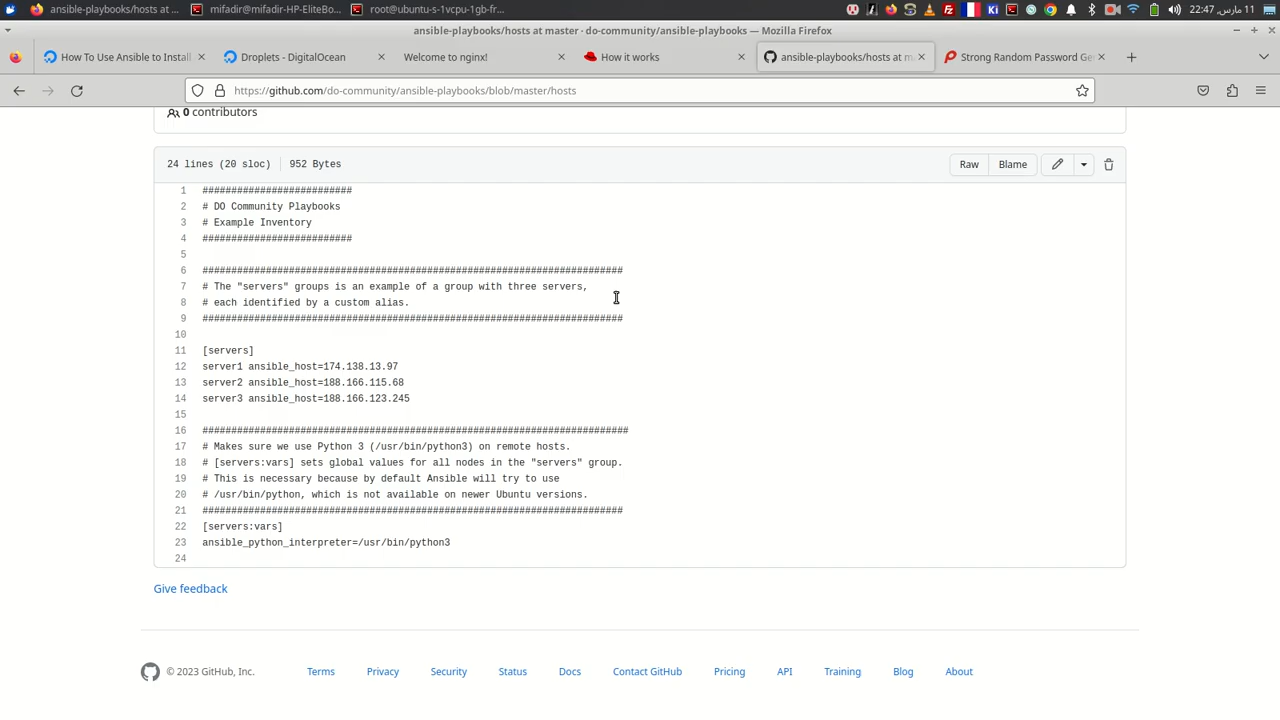 ansible-playbooks/hosts at ...
mifadir@mifadir-HP-EliteBo...
root@ubuntu-s-1vcpu-1gb-fr...
Ki
11 مارس, 22:47
ansible-playbooks/hosts at master · do-community/ansible-playbooks — Mozilla Firefox
How To Use Ansible to Install
Droplets - DigitalOcean
Welcome to nginx!
How it works
ansible-playbooks/hosts at m
Strong Random Password Ge
https://github.com/do-community/ansible-playbooks/blob/master/hosts
0 contributors
24 lines (20 sloc) 952 Bytes
Raw
Blame
1 ##########################
2 # DO Community Playbooks
3 # Example Inventory
4 ##########################
5
6 #########################################################################
7 # The "servers" groups is an example of a group with three servers,
8 # each identified by a custom alias.
9 #########################################################################
10
11 [servers]
12 server1 ansible_host=174.138.13.97
13 server2 ansible_host=188.166.115.68
14 server3 ansible_host=188.166.123.245
15
16 ##########################################################################
17 # Makes sure we use Python 3 (/usr/bin/python3) on remote hosts.
18 # [servers:vars] sets global values for all nodes in the "servers" group.
19 # This is necessary because by default Ansible will try to use
20 # /usr/bin/python, which is not available on newer Ubuntu versions.
21 #########################################################################
22 [servers:vars]
23 ansible_python_interpreter=/usr/bin/python3
24
Give feedback
© 2023 GitHub, Inc.
Terms
Privacy
Security
Status
Docs
Contact GitHub
Pricing
API
Training
Blog
About